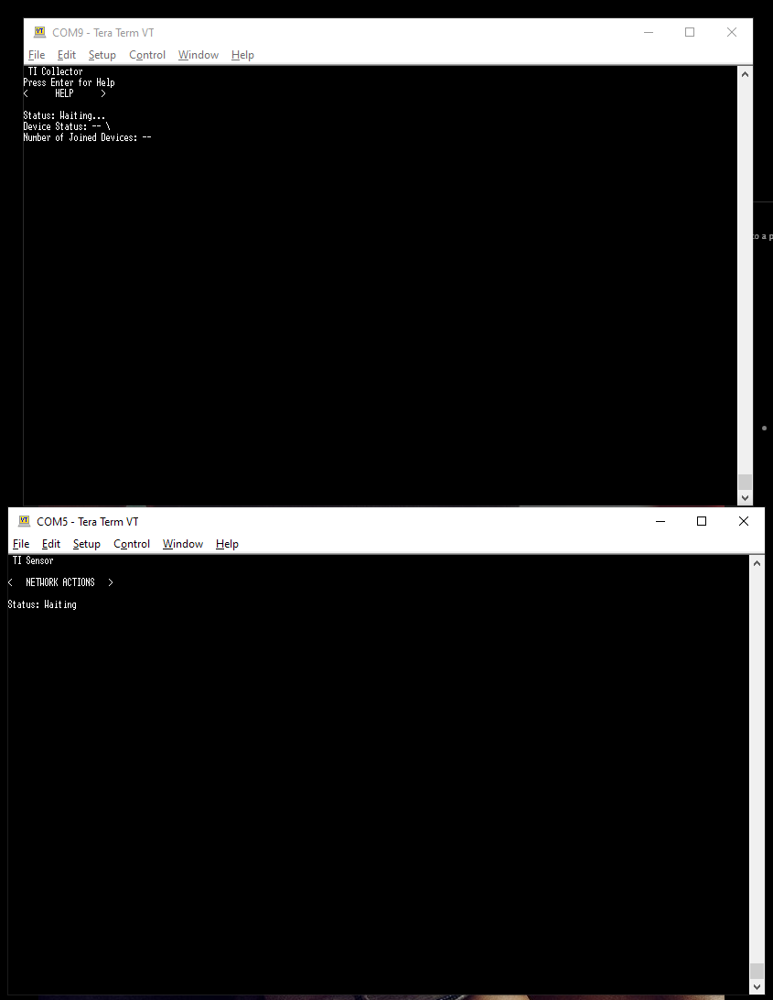 COM9 - Tera Term VT
File Edit Setup Control Window Help
TI Collector
Press Enter for Help
< HELP >
Status: Waiting...
Device Status: -- \
Number of Joined Devices: --
to a p
COM5 - Tera Term VT
File Edit Setup Control Window Help
TI Sensor
< NETWORK ACTIONS >
Status: Waiting